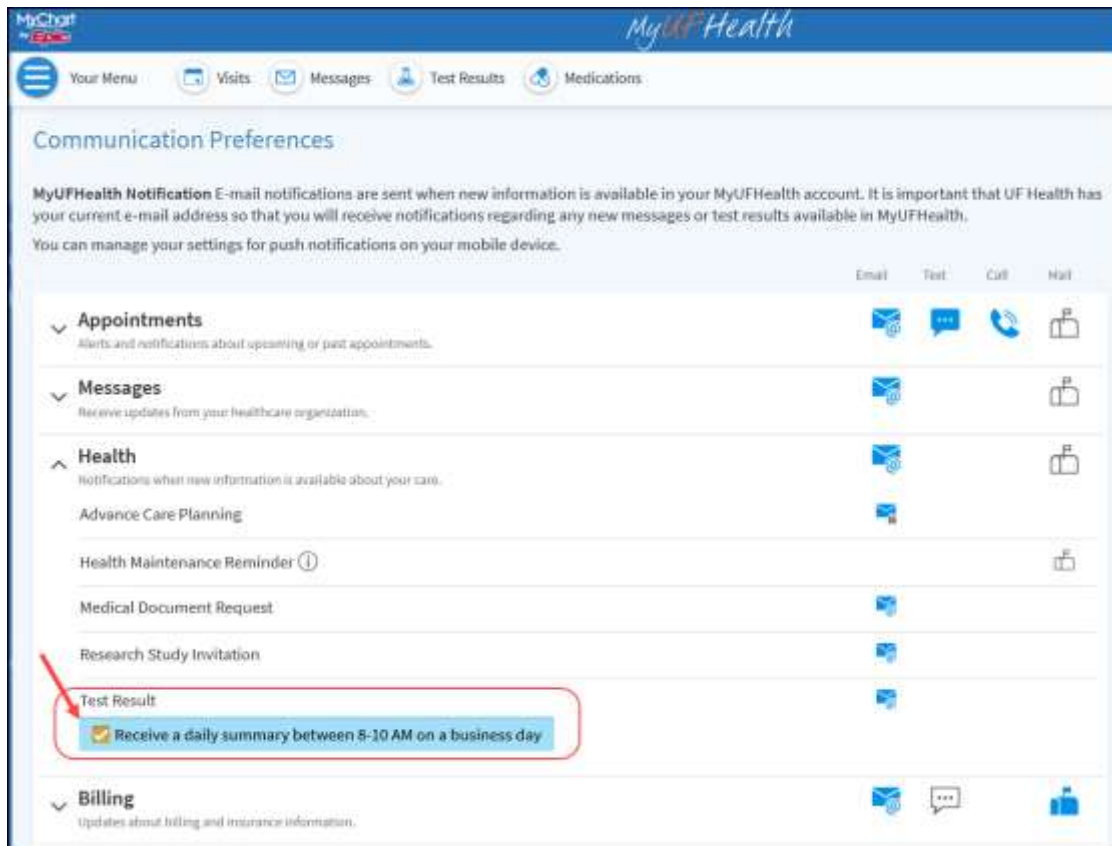 MyChart
by Epic
MyUFHealth
Your Menu Visits Messages Test Results Medications
Communication Preferences
MyUFHealth Notification E-mail notifications are sent when new information is available in your MyUFHealth account. It is important that UF Health has
your current e-mail address so that you will receive notifications regarding any new messages or test results available in MyUFHealth.
You can manage your settings for push notifications on your mobile device.
Email Text Call Mail
Appointments
Alerts and notifications about upcoming or past appointments.
Messages
Receive updates from your healthcare organization.
Health
Notifications when new information is available about your care.
Advance Care Planning
Health Maintenance Reminder
Medical Document Request
Research Study Invitation
Test Result
Receive a daily summary between 8-10 AM on a business day
Billing
Updates about billing and insurance information.